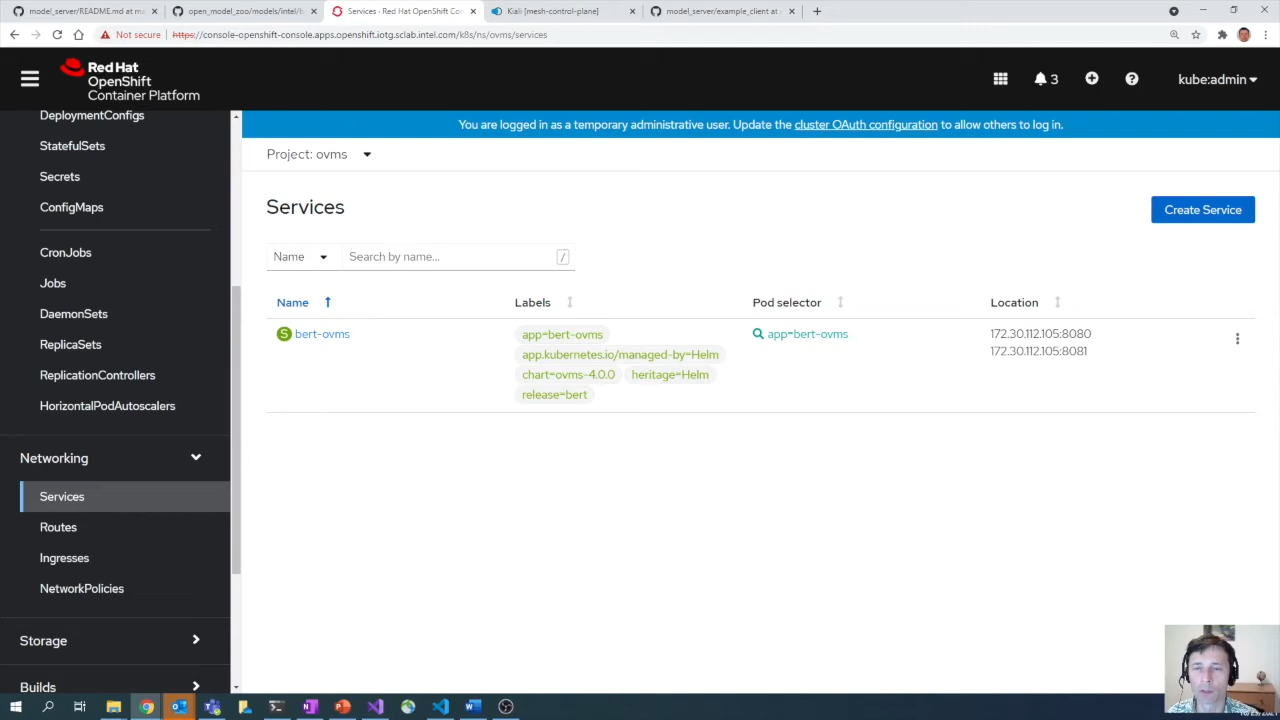 model_server/README.md at ma
open_model_zoo/models/intel/b
Services · Red Hat OpenShift Co
Kiali [mesh-control-plane]
model_server/example_client at
Not secure
https://console-openshift-console.apps.openshift.iotg.sclab.intel.com/k8s/ns/ovms/services
Red Hat
OpenShift
Container Platform
3
kube:admin
You are logged in as a temporary administrative user. Update the cluster OAuth configuration to allow others to log in.
DeploymentConfigs
StatefulSets
Secrets
ConfigMaps
CronJobs
Jobs
DaemonSets
ReplicaSets
ReplicationControllers
HorizontalPodAutoscalers
Networking
Services
Routes
Ingresses
NetworkPolicies
Storage
Builds
Project: ovms
Services
Create Service
Name
Search by name...
/
Name
Labels
Pod selector
Location
S bert-ovms
app=bert-ovms
app.kubernetes.io/managed-by=Helm
chart=ovms-4.0.0
heritage=Helm
release=bert
app=bert-ovms
172.30.112.105:8080
172.30.112.105:8081